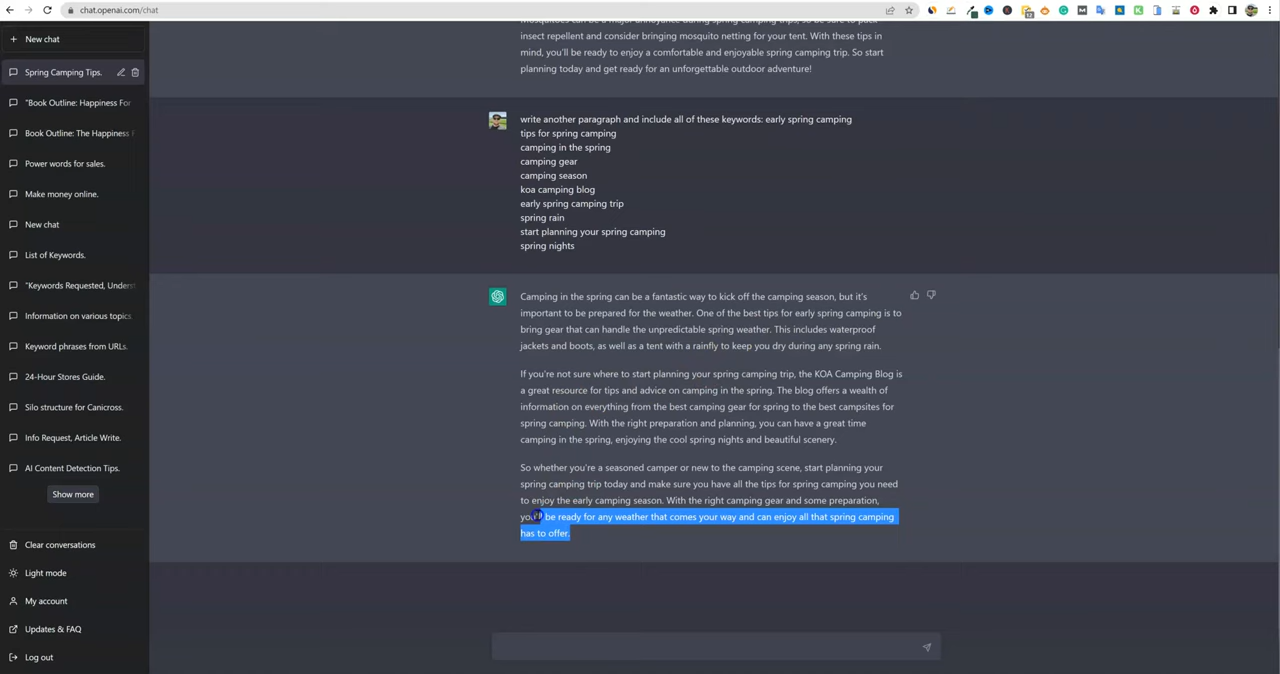 chat.openai.com/chat
12
New chat
Spring Camping Tips.
"Book Outline: Happiness For
Book Outline: The Happiness F
Power words for sales.
Make money online.
New chat
List of Keywords.
"Keywords Requested, Underst
Information on various topics.
Keyword phrases from URLs.
24-Hour Stores Guide.
Silo structure for Canicross.
Info Request, Article Write.
AI Content Detection Tips.
Show more
Clear conversations
Light mode
My account
Updates & FAQ
Log out
Mosquitoes can be a major annoyance during spring camping trips, so be sure to pack
insect repellent and consider bringing mosquito netting for your tent. With these tips in
mind, you'll be ready to enjoy a comfortable and enjoyable spring camping trip. So start
planning today and get ready for an unforgettable outdoor adventure!
write another paragraph and include all of these keywords: early spring camping
tips for spring camping
camping in the spring
camping gear
camping season
koa camping blog
early spring camping trip
spring rain
start planning your spring camping
spring nights
Camping in the spring can be a fantastic way to kick off the camping season, but it's
important to be prepared for the weather. One of the best tips for early spring camping is to
bring gear that can handle the unpredictable spring weather. This includes waterproof
jackets and boots, as well as a tent with a rainfly to keep you dry during any spring rain.
If you're not sure where to start planning your spring camping trip, the KOA Camping Blog is
a great resource for tips and advice on camping in the spring. The blog offers a wealth of
information on everything from the best camping gear for spring to the best campsites for
spring camping. With the right preparation and planning, you can have a great time
camping in the spring, enjoying the cool spring nights and beautiful scenery.
So whether you're a seasoned camper or new to the camping scene, start planning your
spring camping trip today and make sure you have all the tips for spring camping you need
to enjoy the early camping season. With the right camping gear and some preparation,
you'll be ready for any weather that comes your way and can enjoy all that spring camping
has to offer.